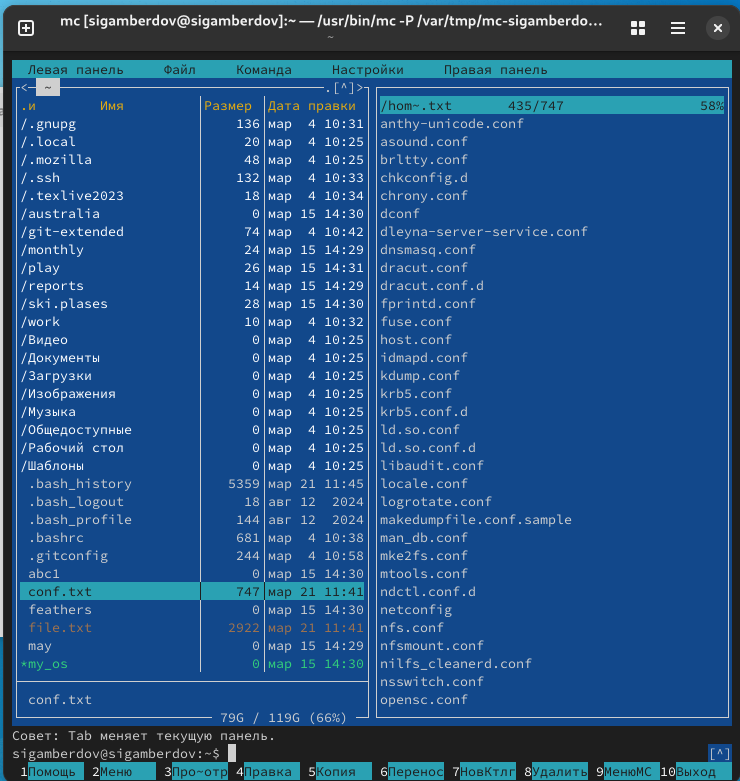 mc [sigamberdov@sigamberdov]:~ — /usr/bin/mc -P /var/tmp/mc-sigamberdo…
~
Левая панель Файл Команда Настройки Правая панель
<─ ~ .[^]>
.и Имя Размер Дата правки
/.gnupg 136 мар 4 10:31
/.local 20 мар 4 10:25
/.mozilla 48 мар 4 10:25
/.ssh 132 мар 4 10:33
/.texlive2023 18 мар 4 10:34
/australia 0 мар 15 14:30
/git-extended 74 мар 4 10:42
/monthly 24 мар 15 14:29
/play 26 мар 15 14:31
/reports 14 мар 15 14:29
/ski.plases 28 мар 15 14:30
/work 10 мар 4 10:32
/Видео 0 мар 4 10:25
/Документы 0 мар 4 10:25
/Загрузки 0 мар 4 10:25
/Изображения 0 мар 4 10:25
/Музыка 0 мар 4 10:25
/Общедоступные 0 мар 4 10:25
/Рабочий стол 0 мар 4 10:25
/Шаблоны 0 мар 4 10:25
.bash_history 5359 мар 21 11:45
.bash_logout 18 авг 12 2024
.bash_profile 144 авг 12 2024
.bashrc 681 мар 4 10:38
.gitconfig 244 мар 4 10:58
abc1 0 мар 15 14:30
conf.txt 747 мар 21 11:41
feathers 0 мар 15 14:30
file.txt 2922 мар 21 11:41
may 0 мар 15 14:29
*my_os 0 мар 15 14:30
conf.txt
79G / 119G (66%)
/hom~.txt 435/747 58%
anthy-unicode.conf
asound.conf
brltty.conf
chkconfig.d
chrony.conf
dconf
dleyna-server-service.conf
dnsmasq.conf
dracut.conf
dracut.conf.d
fprintd.conf
fuse.conf
host.conf
idmapd.conf
kdump.conf
krb5.conf
krb5.conf.d
ld.so.conf
ld.so.conf.d
libaudit.conf
locale.conf
logrotate.conf
makedumpfile.conf.sample
man_db.conf
mke2fs.conf
mtools.conf
ndctl.conf.d
netconfig
nfs.conf
nfsmount.conf
nilfs_cleanerd.conf
nsswitch.conf
opensc.conf
Совет: Tab меняет текущую панель.
sigamberdov@sigamberdov:~$ [^]
1Помощь 2Меню 3Про~отр 4Правка 5Копия 6Перенос 7НовКтлг 8Удалить 9МенюMC 10Выход